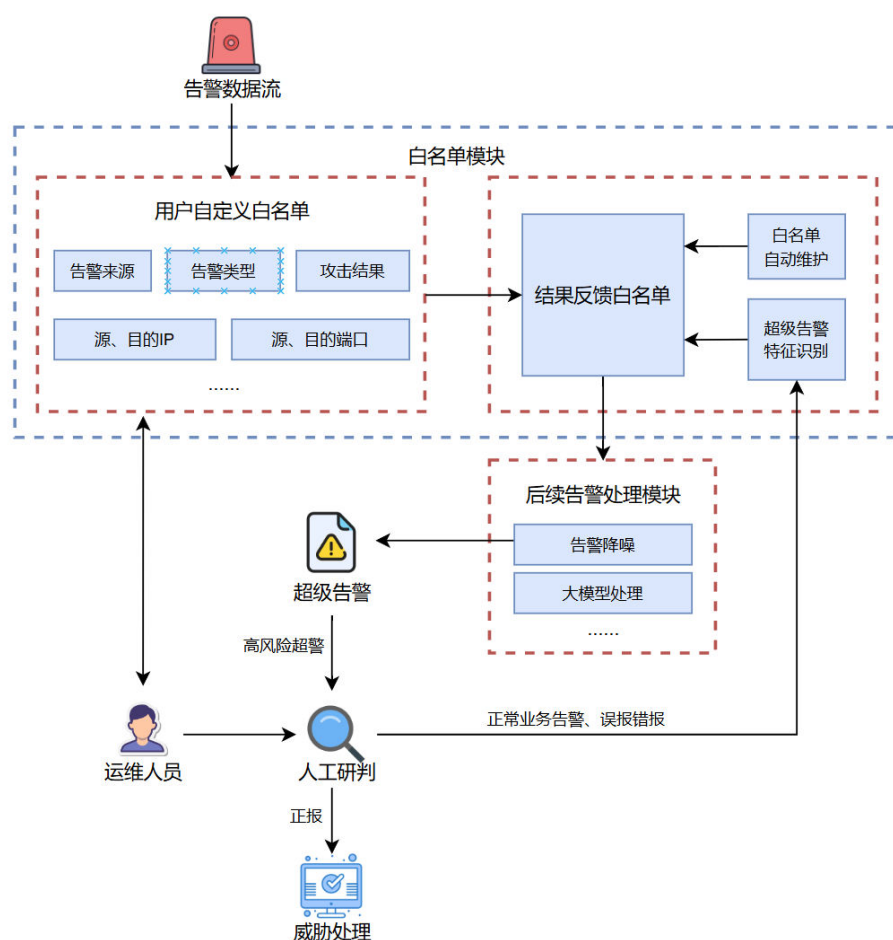 告警数据流
白名单模块
用户自定义白名单
告警来源
告警类型
攻击结果
源、目的IP
源、目的端口
......
结果反馈白名单
白名单
自动维护
超级告警
特征识别
后续告警处理模块
告警降噪
大模型处理
......
超级告警
高风险超警
正常业务告警、误报错报
运维人员
人工研判
正报
威胁处理